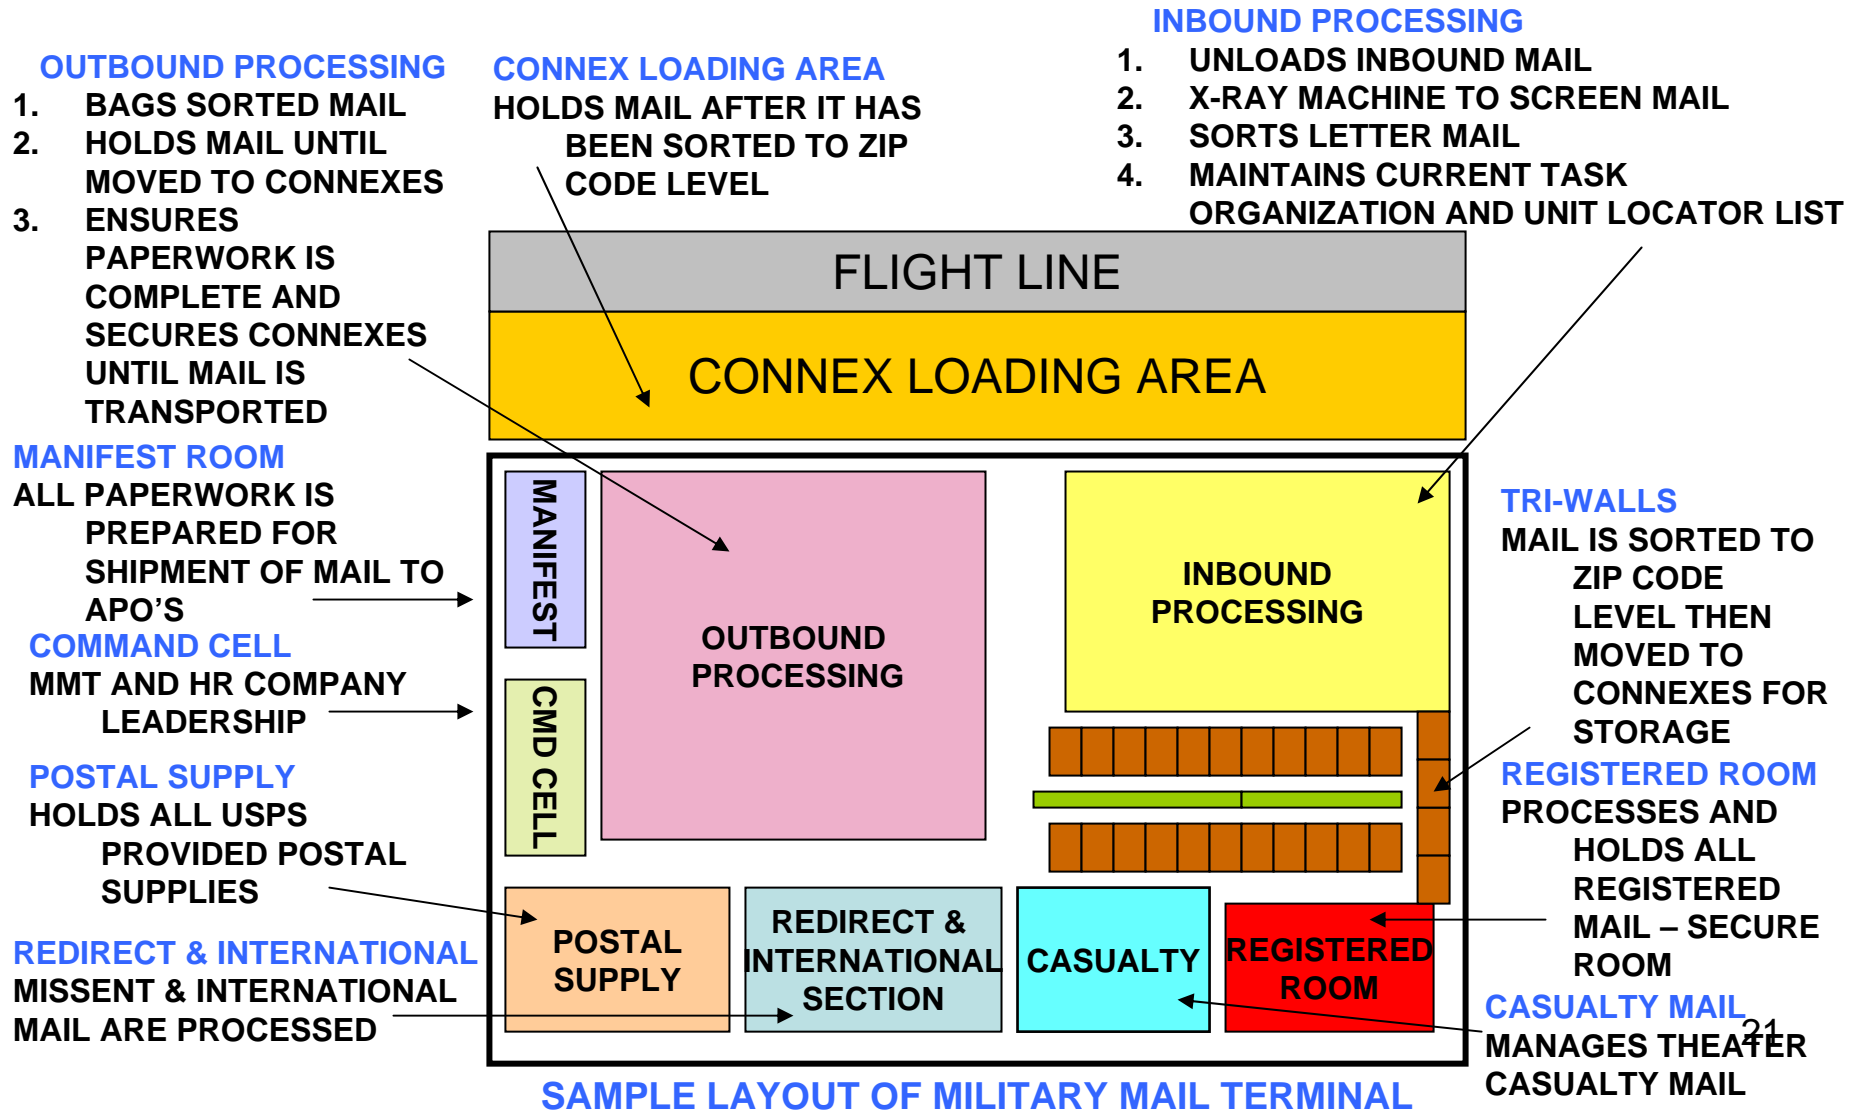 OUTBOUND PROCESSING
1. BAGS SORTED MAIL
2. HOLDS MAIL UNTIL
MOVED TO CONNEXES
3. ENSURES
PAPERWORK IS
COMPLETE AND
SECURES CONNEXES
UNTIL MAIL IS
TRANSPORTED
MANIFEST ROOM
ALL PAPERWORK IS
PREPARED FOR
SHIPMENT OF MAIL TO
APO’S
COMMAND CELL
MMT AND HR COMPANY
LEADERSHIP
POSTAL SUPPLY
HOLDS ALL USPS
PROVIDED POSTAL
SUPPLIES
REDIRECT & INTERNATIONAL
MISSENT & INTERNATIONAL
MAIL ARE PROCESSED
CONNEX LOADING AREA
HOLDS MAIL AFTER IT HAS
BEEN SORTED TO ZIP
CODE LEVEL
INBOUND PROCESSING
1. UNLOADS INBOUND MAIL
2. X-RAY MACHINE TO SCREEN MAIL
3. SORTS LETTER MAIL
4. MAINTAINS CURRENT TASK
ORGANIZATION AND UNIT LOCATOR LIST
FLIGHT LINE
CONNEX LOADING AREA
MANIFEST
CMD CELL
OUTBOUND
PROCESSING
INBOUND
PROCESSING
POSTAL
SUPPLY
REDIRECT &
INTERNATIONAL
SECTION
CASUALTY
REGISTERED
ROOM
TRI-WALLS
MAIL IS SORTED TO
ZIP CODE
LEVEL THEN
MOVED TO
CONNEXES FOR
STORAGE
REGISTERED ROOM
PROCESSES AND
HOLDS ALL
REGISTERED
MAIL – SECURE
ROOM
CASUALTY MAIL
MANAGES THEATER
CASUALTY MAIL
21
SAMPLE LAYOUT OF MILITARY MAIL TERMINAL